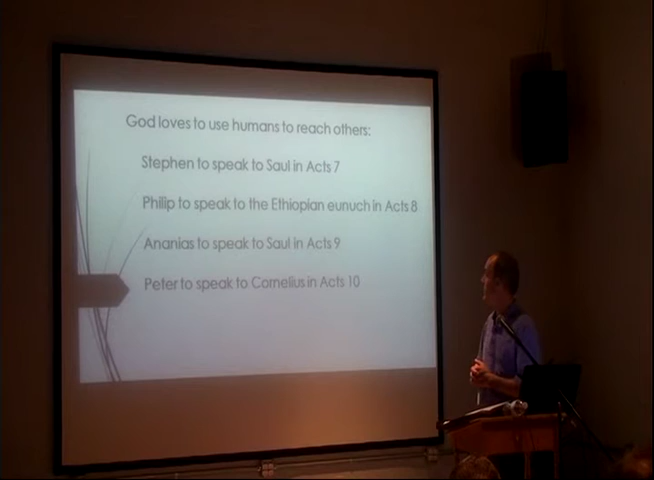 God loves to use humans to reach others:
Stephen to speak to Saul in Acts 7
Philip to speak to the Ethiopian eunuch in Acts 8
Ananias to speak to Saul in Acts 9
Peter to speak to Cornelius in Acts 10